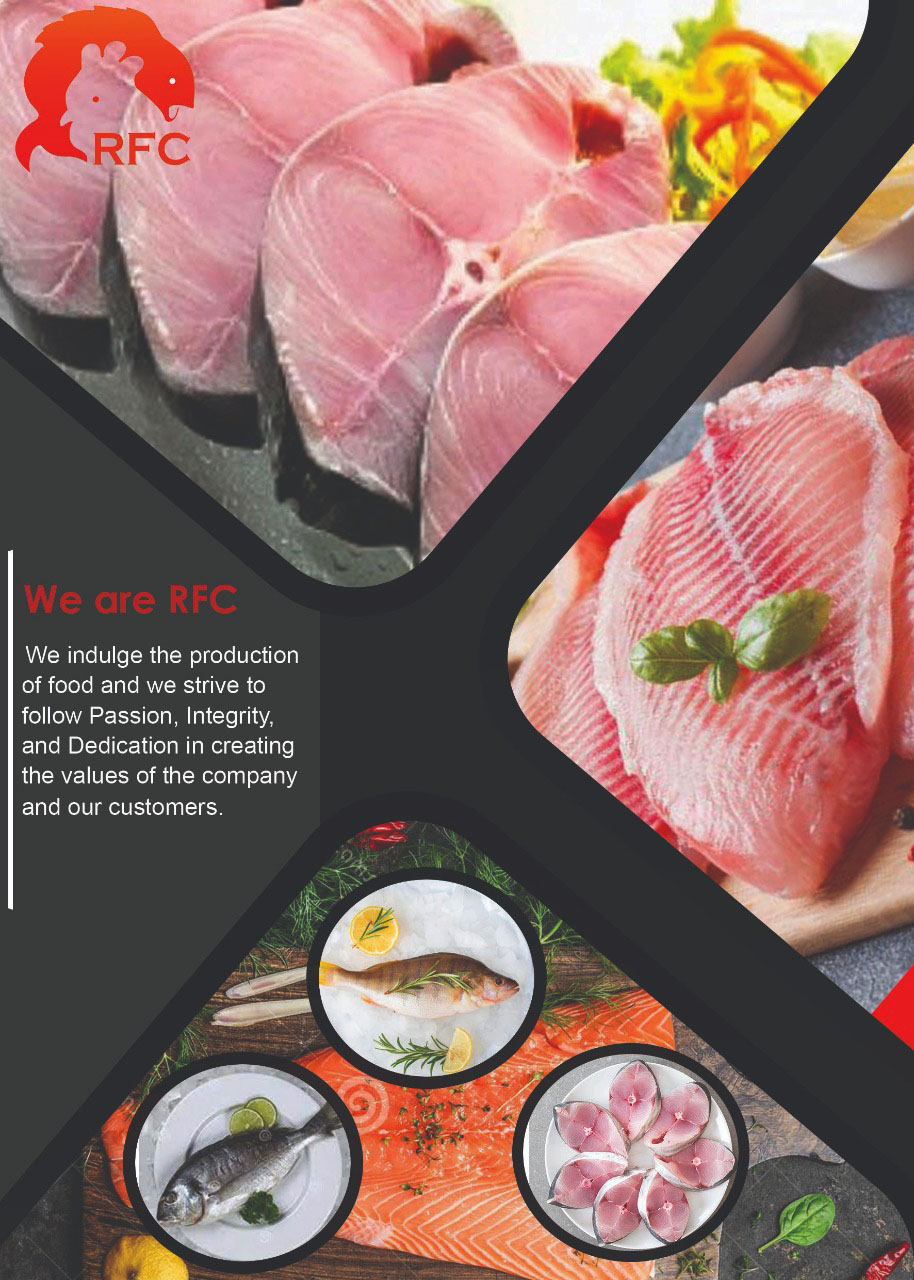 RFC
We are RFC
We indulge the production
of food and we strive to
follow Passion, Integrity,
and Dedication in creating
the values of the company
and our customers.